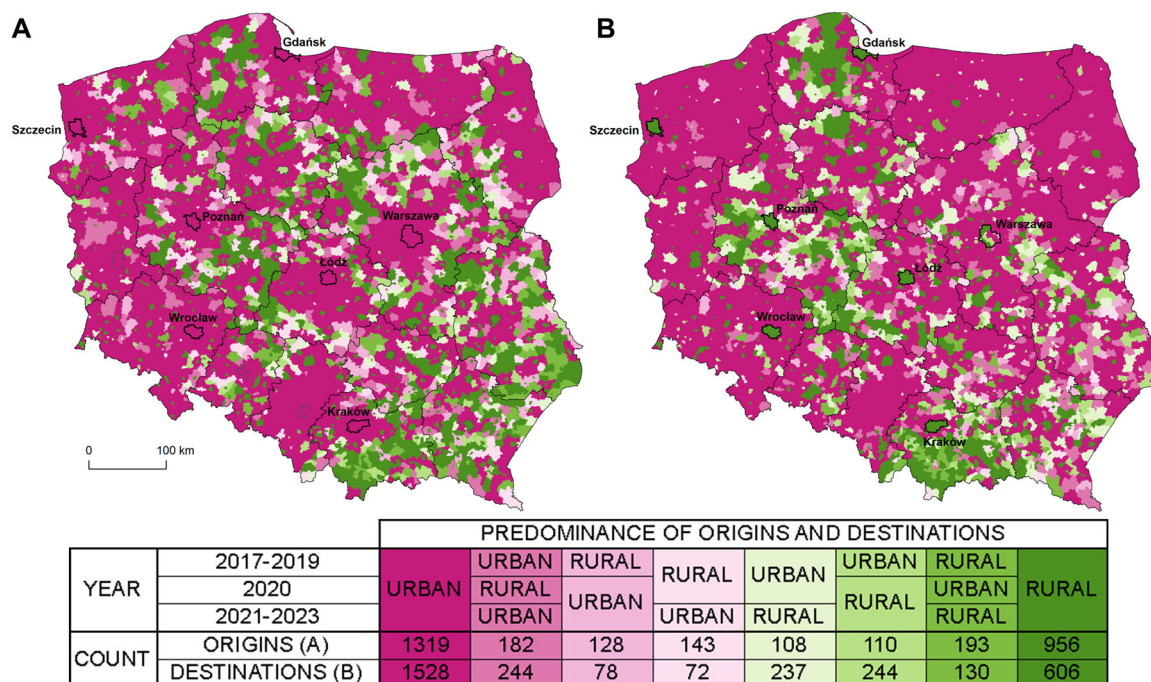 A
B
Gdańsk
Gdańsk
Szczecin
Szczecin
Poznań
Warszawa
Poznań
Warszawa
Łódź
Łódź
Wrocław
Wrocław
Kraków
Kraków
0 100 km
PREDOMINANCE OF ORIGINS AND DESTINATIONS
YEAR
2017-2019
2020
2021-2023
URBAN
URBAN
RURAL
URBAN
RURAL
URBAN
RURAL
URBAN
URBAN
RURAL
URBAN
RURAL
RURAL
URBAN
RURAL
RURAL
COUNT
ORIGINS (A) 1319 182 128 143 108 110 193 956
DESTINATIONS (B) 1528 244 78 72 237 244 130 606